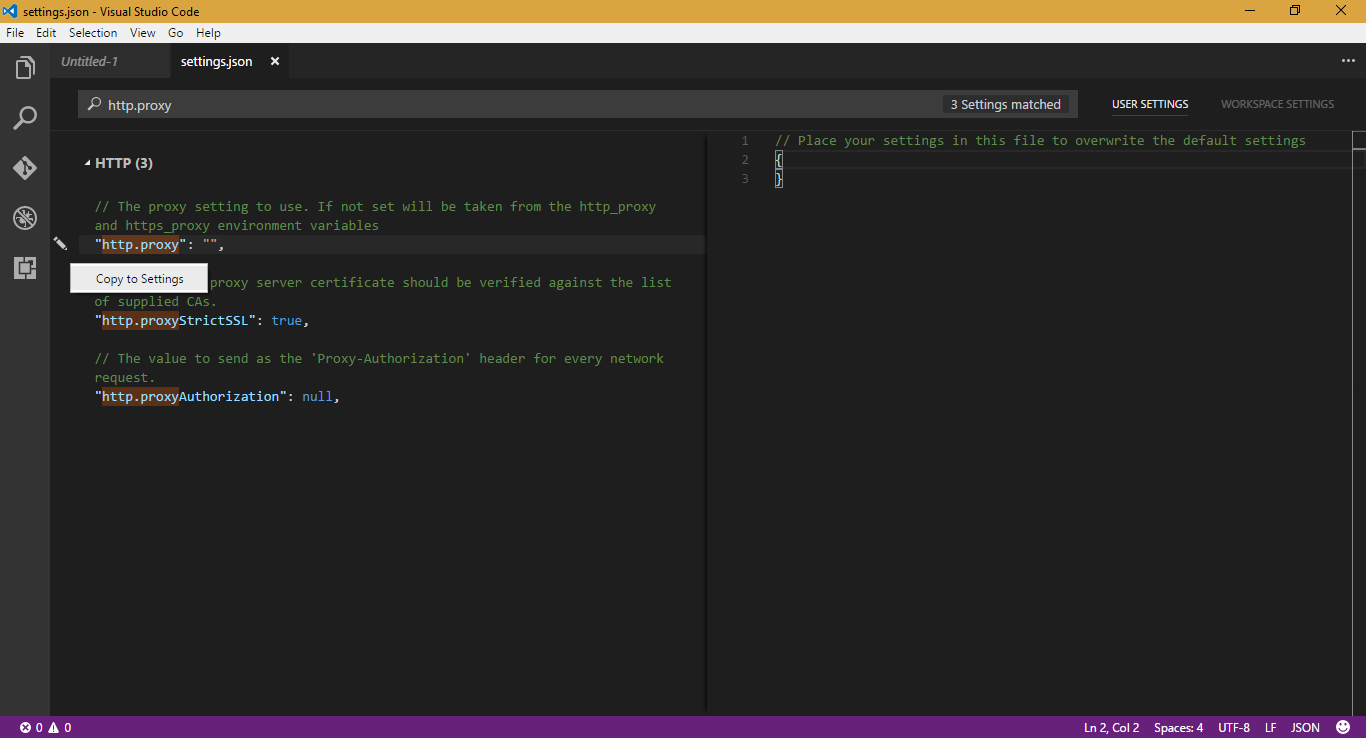 settings.json - Visual Studio Code
File Edit Selection View Go Help
Untitled-1 settings.json
http.proxy 3 Settings matched USER SETTINGS WORKSPACE SETTINGS
HTTP (3)
// The proxy setting to use. If not set will be taken from the http_proxy
and https_proxy environment variables
"http.proxy": "",
Copy to Settings
proxy server certificate should be verified against the list
of supplied CAs.
"http.proxyStrictSSL": true,
// The value to send as the 'Proxy-Authorization' header for every network
request.
"http.proxyAuthorization": null,
1 // Place your settings in this file to overwrite the default settings
2 {
3 }
0 0 Ln 2, Col 2 Spaces: 4 UTF-8 LF JSON